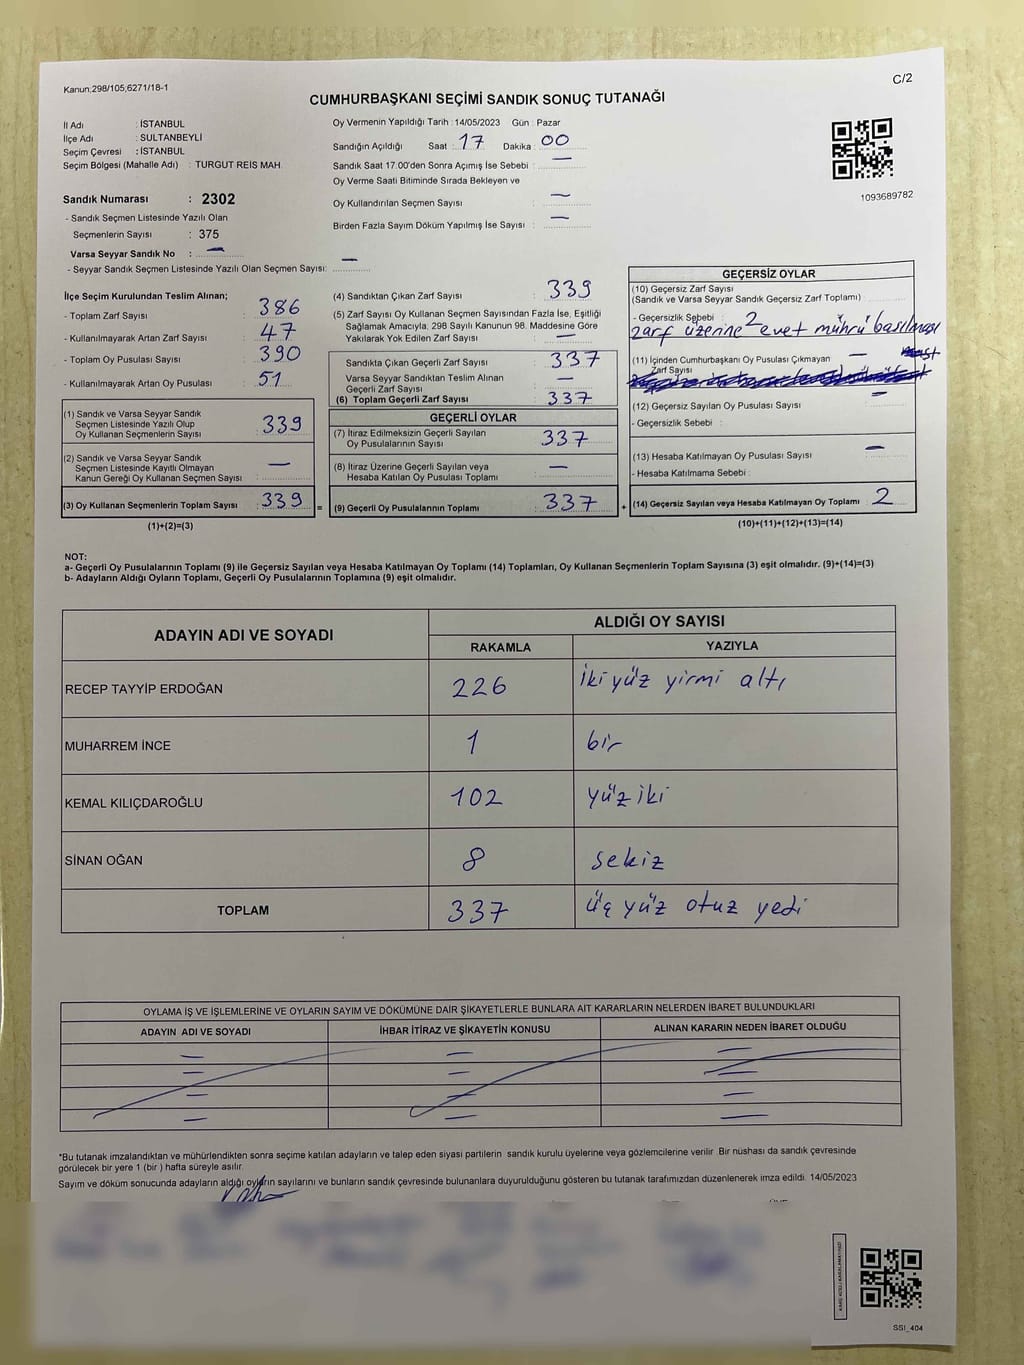 Kanun;298/105;6271/18-1
C/2
CUMHURBAŞKANI SEÇİMİ SANDIK SONUÇ TUTANAĞI
İl Adı : İSTANBUL
İlçe Adı : SULTANBEYLİ
Seçim Çevresi : İSTANBUL
Seçim Bölgesi (Mahalle Adı) : TURGUT REİS MAH.
Sandık Numarası : 2302
- Sandık Seçmen Listesinde Yazılı Olan
Seçmenlerin Sayısı : 375
Varsa Seyyar Sandık No : —
- Seyyar Sandık Seçmen Listesinde Yazılı Olan Seçmen Sayısı: —
Oy Vermenin Yapıldığı Tarih : 14/05/2023 Gün : Pazar
Sandığın Açıldığı Saat : 17 Dakika : 00
Sandık Saat 17.00'den Sonra Açımış İse Sebebi : —
Oy Verme Saati Bitiminde Sırada Bekleyen ve
Oy Kullandırılan Seçmen Sayısı : —
Birden Fazla Sayım Döküm Yapılmış İse Sayısı : —
1093689782
İlçe Seçim Kurulundan Teslim Alınan;
- Toplam Zarf Sayısı : 386
- Kullanılmayarak Artan Zarf Sayısı : 47
- Toplam Oy Pusulası Sayısı : 390
- Kullanılmayarak Artan Oy Pusulası : 51
(1) Sandık ve Varsa Seyyar Sandık
Seçmen Listesinde Yazılı Olup
Oy Kullanan Seçmenlerin Sayısı : 339
(2) Sandık ve Varsa Seyyar Sandık
Seçmen Listesinde Kayıtlı Olmayan
Kanun Gereği Oy Kullanan Seçmen Sayısı : —
(3) Oy Kullanan Seçmenlerin Toplam Sayısı : 339
(1)+(2)=(3)
(4) Sandıktan Çıkan Zarf Sayısı : 339
(5) Zarf Sayısı Oy Kullanan Seçmen Sayısından Fazla İse, Eşitliği
Sağlamak Amacıyla; 298 Sayılı Kanunun 98. Maddesine Göre
Yakılarak Yok Edilen Zarf Sayısı : —
Sandıkta Çıkan Geçerli Zarf Sayısı : 337
Varsa Seyyar Sandıktan Teslim Alınan
Geçerli Zarf Sayısı : —
(6) Toplam Geçerli Zarf Sayısı : 337
GEÇERLİ OYLAR
(7) İtiraz Edilmeksizin Geçerli Sayılan
Oy Pusulalarının Sayısı : 337
(8) İtiraz Üzerine Geçerli Sayılan veya
Hesaba Katılan Oy Pusulası Toplamı : —
= (9) Geçerli Oy Pusulalarının Toplamı : 337
GEÇERSİZ OYLAR
(10) Geçersiz Zarf Sayısı
(Sandık ve Varsa Seyyar Sandık Geçersiz Zarf Toplamı) :
- Geçersizlik Sebebi : 2
zarf üzerine evet mührü basılması
(11) İçinden Cumhurbaşkanı Oy Pusulası Çıkmayan
Zarf Sayısı : —
(12) Geçersiz Sayılan Oy Pusulası Sayısı : —
- Geçersizlik Sebebi :
(13) Hesaba Katılmayan Oy Pusulası Sayısı : —
- Hesaba Katılmama Sebebi :
+ (14) Geçersiz Sayılan veya Hesaba Katılmayan Oy Toplamı : 2
(10)+(11)+(12)+(13)=(14)
NOT:
a- Geçerli Oy Pusulalarının Toplamı (9) ile Geçersiz Sayılan veya Hesaba Katılmayan Oy Toplamı (14) Toplamları, Oy Kullanan Seçmenlerin Toplam Sayısına (3) eşit olmalıdır. (9)+(14)=(3)
b- Adayların Aldığı Oyların Toplamı, Geçerli Oy Pusulalarının Toplamına (9) eşit olmalıdır.
ADAYIN ADI VE SOYADI ALDIĞI OY SAYISI
RAKAMLA YAZIYLA
RECEP TAYYİP ERDOĞAN 226 iki yüz yirmi altı
MUHARREM İNCE 1 bir
KEMAL KILIÇDAROĞLU 102 yüz iki
SİNAN OĞAN 8 sekiz
TOPLAM 337 üç yüz otuz yedi
OYLAMA İŞ VE İŞLEMLERİNE VE OYLARIN SAYIM VE DÖKÜMÜNE DAİR ŞİKAYETLERLE BUNLARA AİT KARARLARIN NELERDEN İBARET BULUNDUKLARI
ADAYIN ADI VE SOYADI İHBAR İTİRAZ VE ŞİKAYETİN KONUSU ALINAN KARARIN NEDEN İBARET OLDUĞU
*Bu tutanak imzalandıktan ve mühürlendikten sonra seçime katılan adayların ve talep eden siyasi partilerin sandık kurulu üyelerine veya gözlemcilerine verilir. Bir nüshası da sandık çevresinde
görülecek bir yere 1 (bir ) hafta süreyle asılır.
Sayım ve döküm sonucunda adayların aldığı oyların sayılarını ve bunların sandık çevresinde bulunanlara duyurulduğunu gösteren bu tutanak tarafımızdan düzenlenerek imza edildi. 14/05/2023
SSI_404